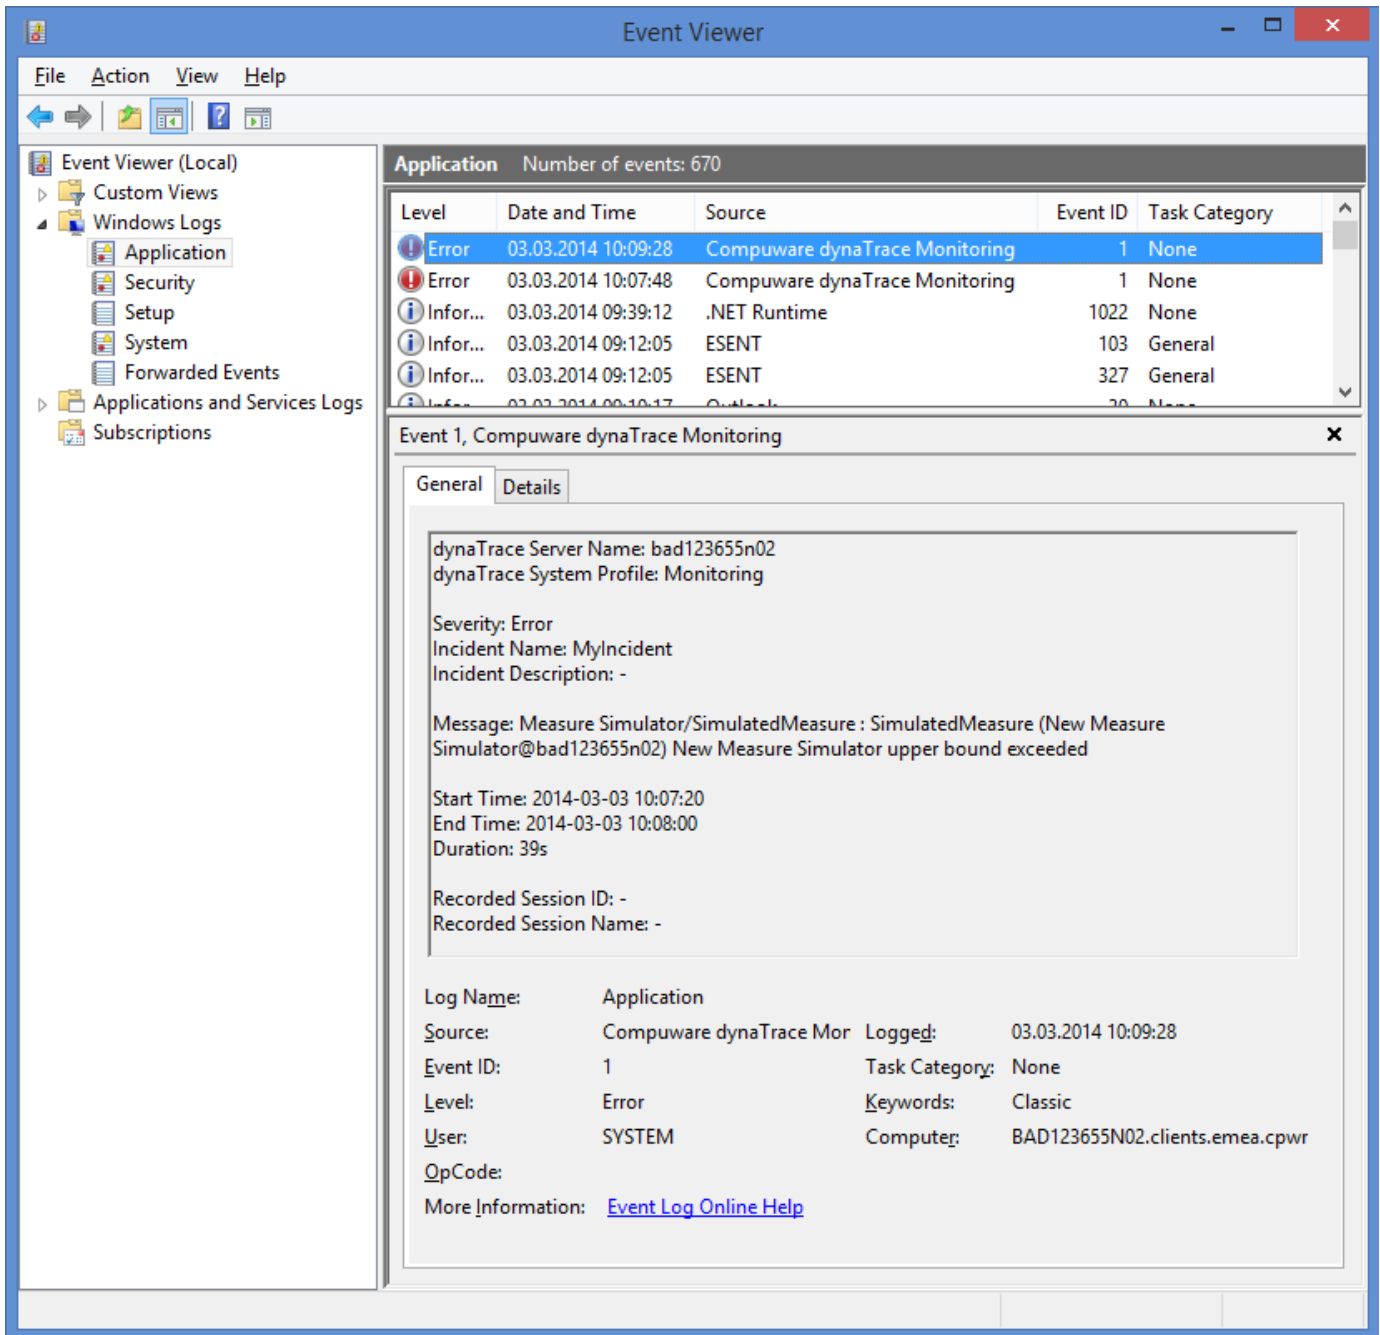 Event Viewer
File Action View Help
Event Viewer (Local)
Custom Views
Windows Logs
Application
Security
Setup
System
Forwarded Events
Applications and Services Logs
Subscriptions
Application Number of events: 670
Level Date and Time Source Event ID Task Category
Error 03.03.2014 10:09:28 Compuware dynaTrace Monitoring 1 None
Error 03.03.2014 10:07:48 Compuware dynaTrace Monitoring 1 None
Infor... 03.03.2014 09:39:12 .NET Runtime 1022 None
Infor... 03.03.2014 09:12:05 ESENT 103 General
Infor... 03.03.2014 09:12:05 ESENT 327 General
Event 1, Compuware dynaTrace Monitoring
General Details
dynaTrace Server Name: bad123655n02
dynaTrace System Profile: Monitoring
Severity: Error
Incident Name: MyIncident
Incident Description: -
Message: Measure Simulator/SimulatedMeasure : SimulatedMeasure (New Measure
Simulator@bad123655n02) New Measure Simulator upper bound exceeded
Start Time: 2014-03-03 10:07:20
End Time: 2014-03-03 10:08:00
Duration: 39s
Recorded Session ID: -
Recorded Session Name: -
Log Name: Application
Source: Compuware dynaTrace Mor Logged: 03.03.2014 10:09:28
Event ID: 1 Task Category: None
Level: Error Keywords: Classic
User: SYSTEM Computer: BAD123655N02.clients.emea.cpwr
OpCode:
More Information: Event Log Online Help